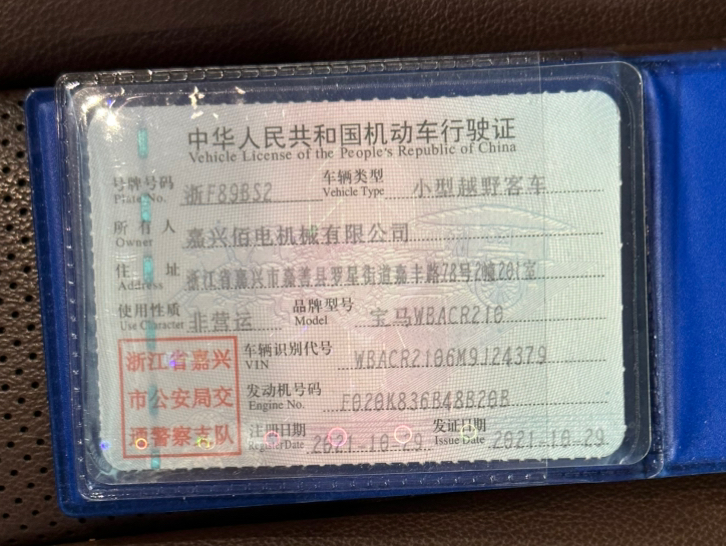 中华人民共和国机动车行驶证
Vehicle License of the People's Republic of China
号牌号码 Plate No. 浙F89BS2 车辆类型 Vehicle Type 小型越野客车
所有人 Owner 嘉兴佰电机械有限公司
住址 Address 浙江省嘉兴市嘉善县罗星街道嘉丰路78号2幢201室
使用性质 Use Character 非营运 品牌型号 Model 宝马WBACR210
车辆识别代号 VIN WBACR2106M9J24379
发动机号码 Engine No. F020K836B48B20B
注册日期 Register Date 2021-10-29 发证日期 Issue Date 2021-10-29
浙江省嘉兴
市公安局交
通警察支队